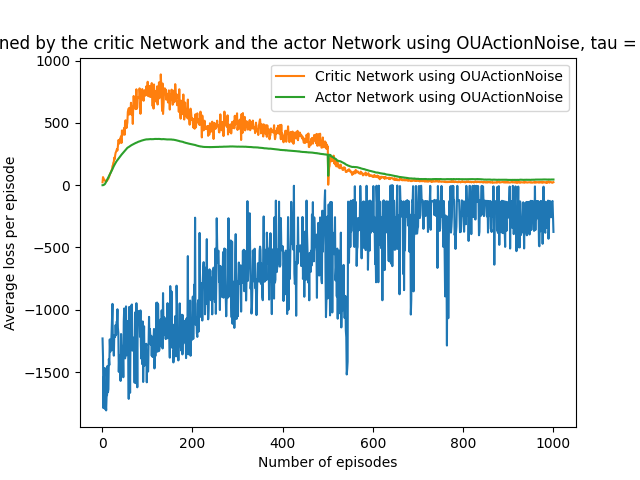 ned by the critic Network and the actor Network using OUActionNoise, tau =
Critic Network using OUActionNoise
Actor Network using OUActionNoise
Average loss per episode
1000
500
0
−500
−1000
−1500
0 200 400 600 800 1000
Number of episodes